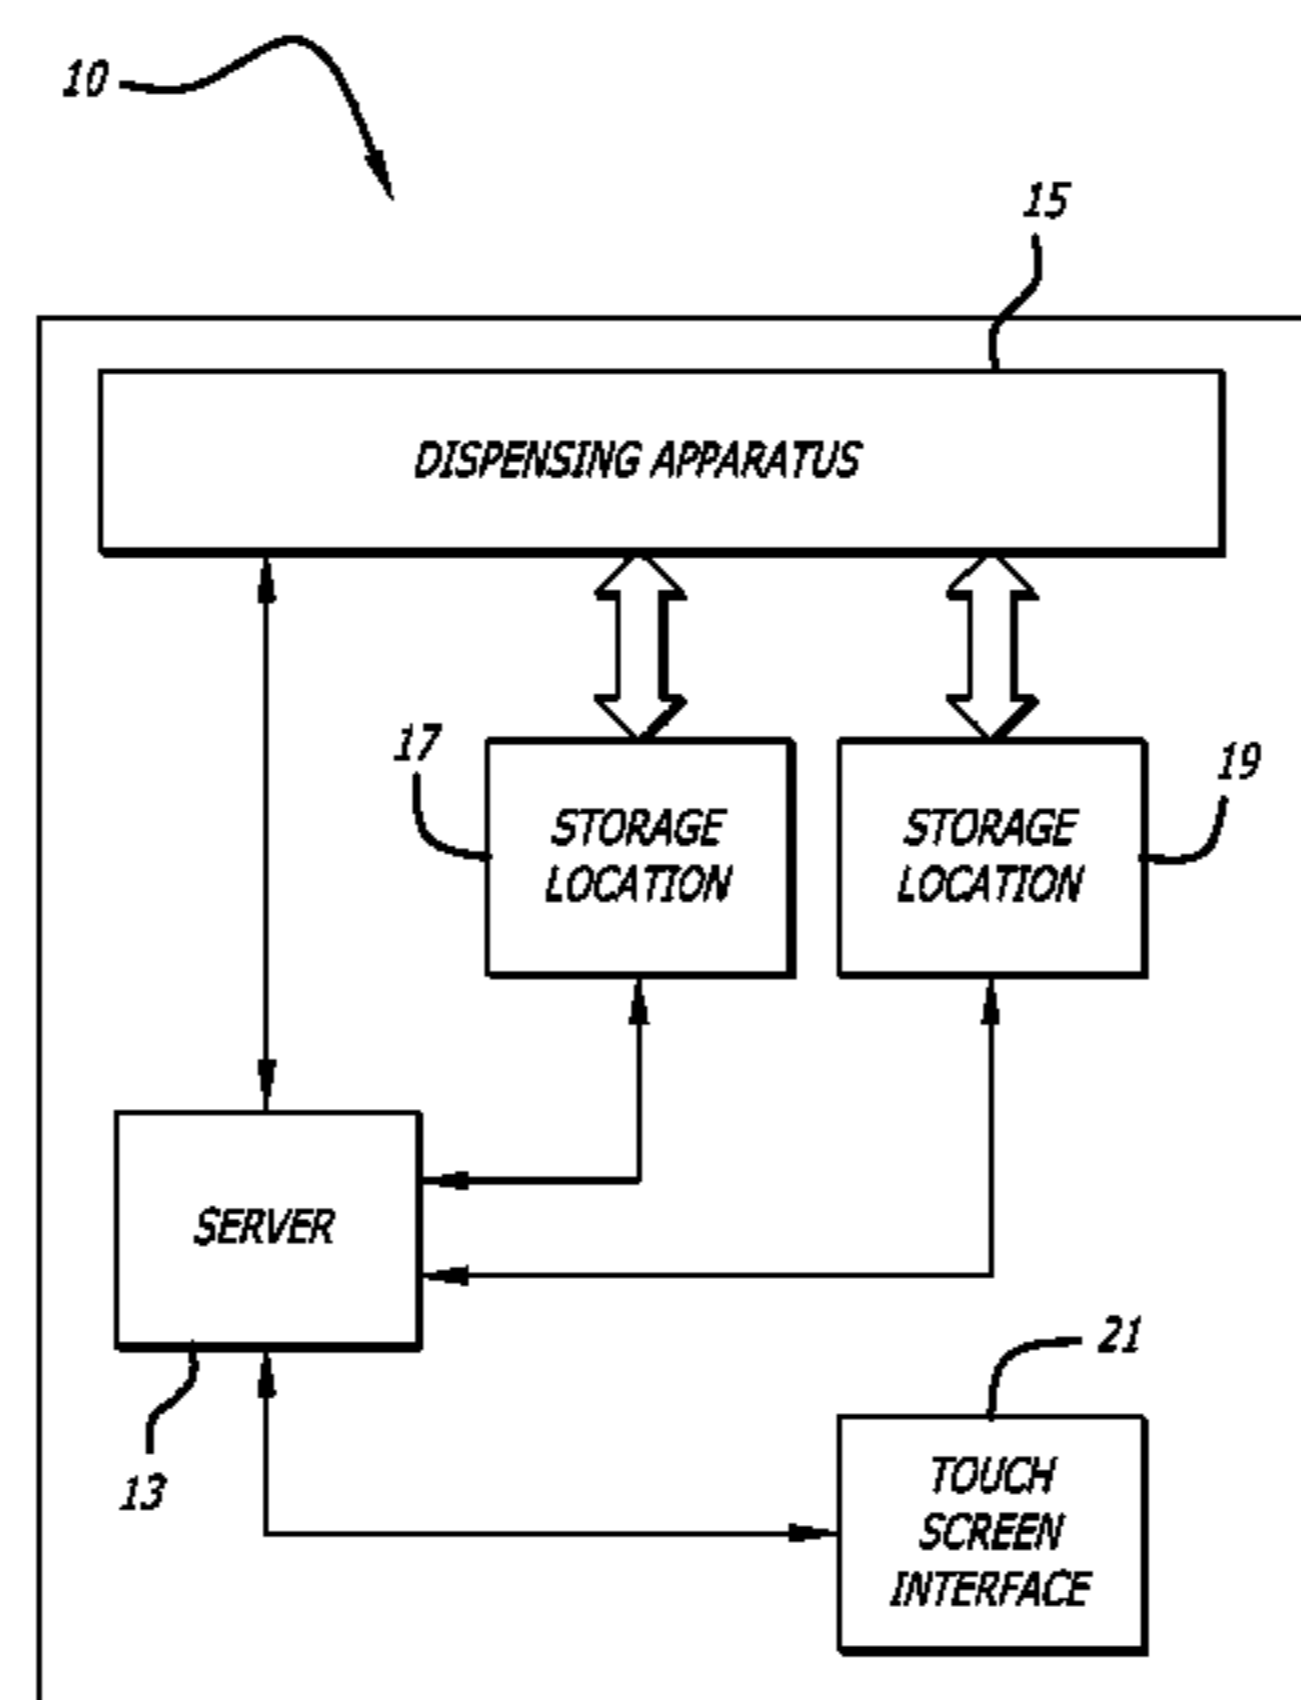 10
15
DISPENSING APPARATUS
17
19
STORAGE
LOCATION
STORAGE
LOCATION
SERVER
21
13
TOUCH
SCREEN
INTERFACE